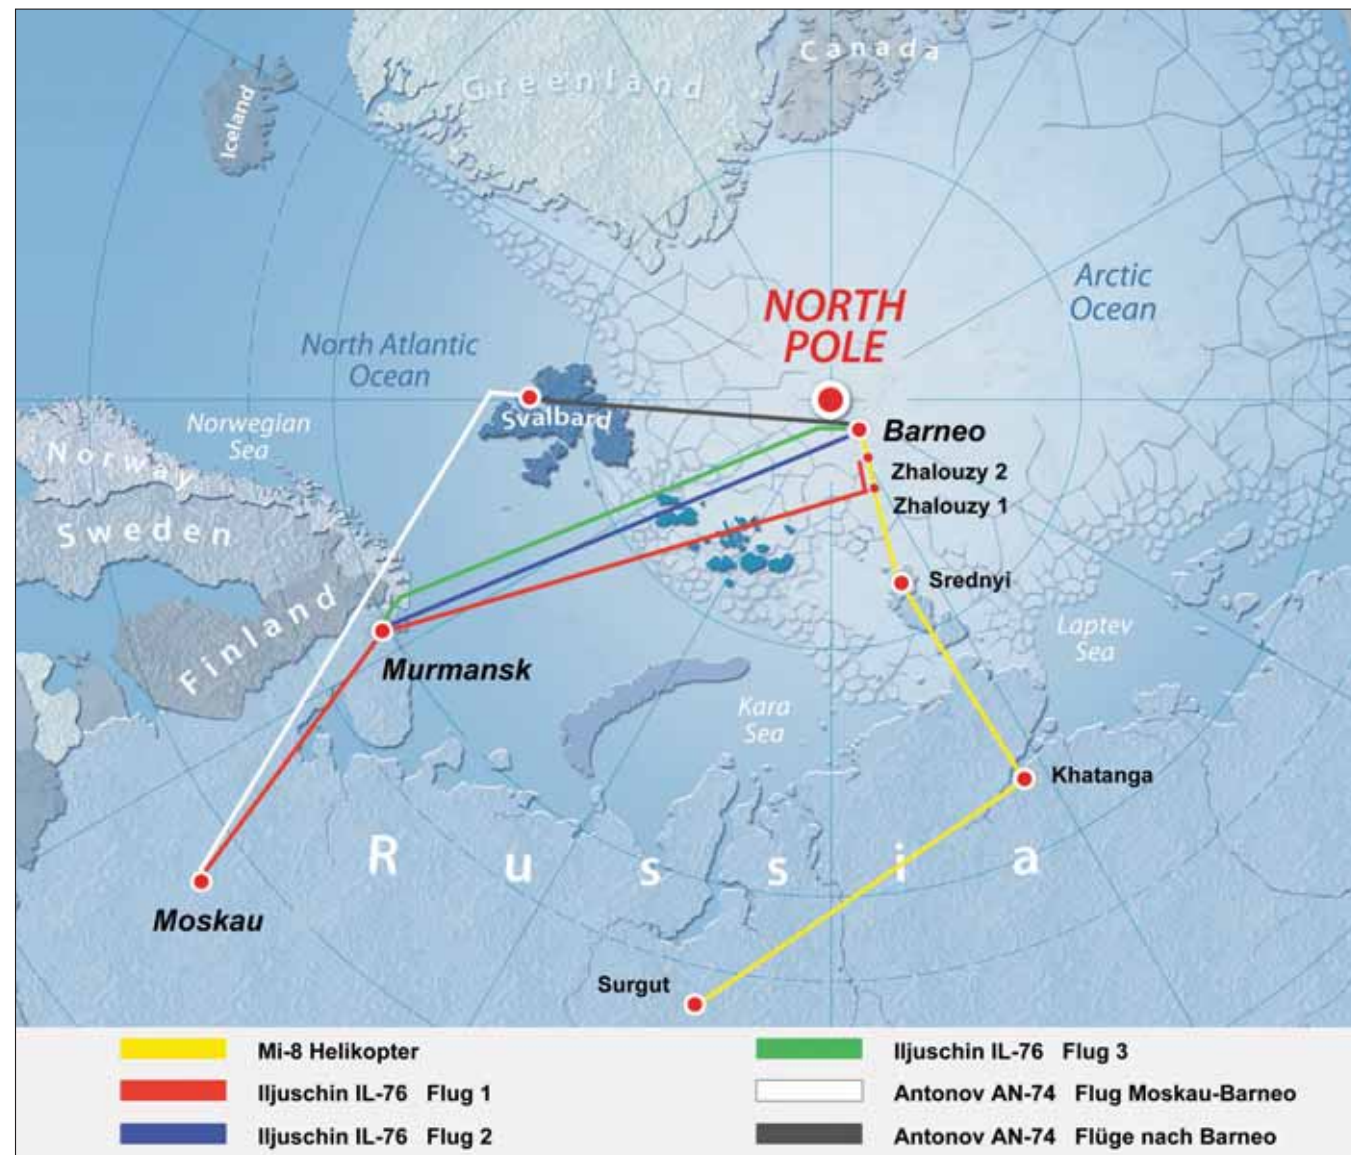 Canada
Greenland
Iceland
NORTH
POLE
Arctic
Ocean
North Atlantic
Ocean
Norwegian
Sea
Svalbard
Barneo
Norway
Zhalouzy 2
Zhalouzy 1
Sweden
Srednyi
Finland
Laptev
Sea
Murmansk
Kara
Sea
Khatanga
Russia
Moskau
Surgut
Mi-8 Helikopter
Iljuschin IL-76 Flug 1
Iljuschin IL-76 Flug 2
Iljuschin IL-76 Flug 3
Antonov AN-74 Flug Moskau-Barneo
Antonov AN-74 Flüge nach Barneo